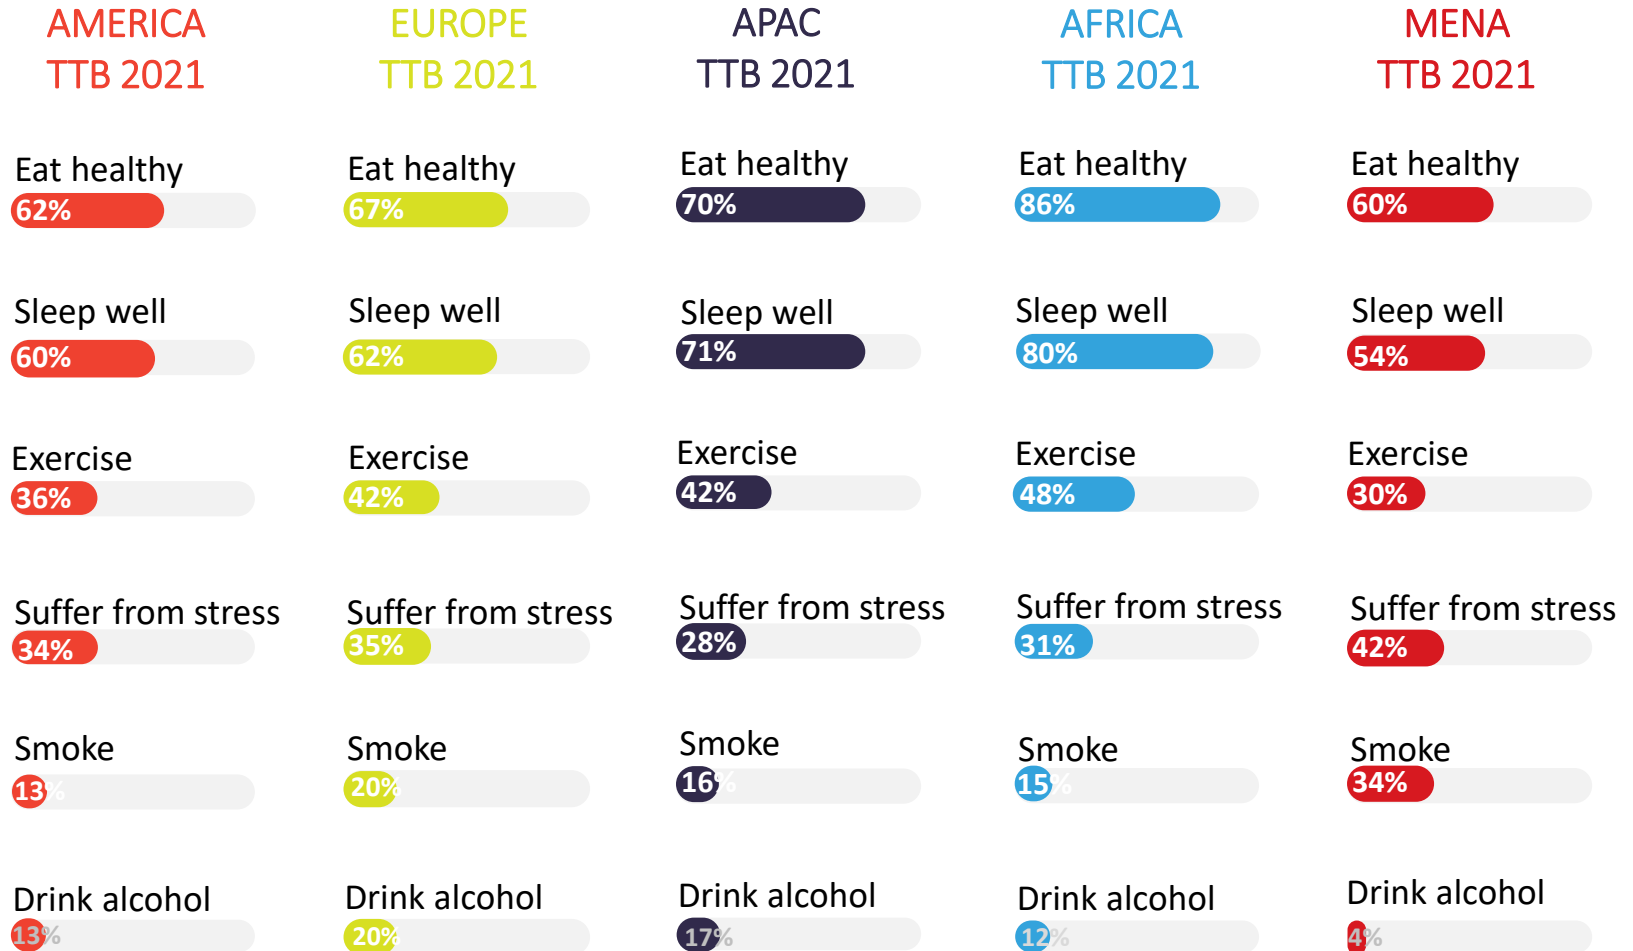 AMERICA
TTB 2021
Eat healthy
62%
Sleep well
60%
Exercise
36%
Suffer from stress
34%
Smoke
13%
Drink alcohol
13%
EUROPE
TTB 2021
Eat healthy
67%
Sleep well
62%
Exercise
42%
Suffer from stress
35%
Smoke
20%
Drink alcohol
20%
APAC
TTB 2021
Eat healthy
70%
Sleep well
71%
Exercise
42%
Suffer from stress
28%
Smoke
16%
Drink alcohol
17%
AFRICA
TTB 2021
Eat healthy
86%
Sleep well
80%
Exercise
48%
Suffer from stress
31%
Smoke
15%
Drink alcohol
12%
MENA
TTB 2021
Eat healthy
60%
Sleep well
54%
Exercise
30%
Suffer from stress
42%
Smoke
34%
Drink alcohol
4%